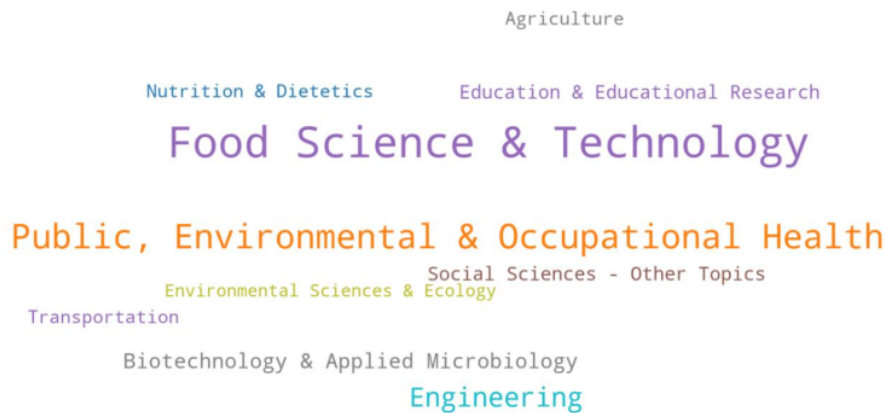 Agriculture
Nutrition & Dietetics
Education & Educational Research
Food Science & Technology
Public, Environmental & Occupational Health
Social Sciences - Other Topics
Environmental Sciences & Ecology
Transportation
Biotechnology & Applied Microbiology
Engineering